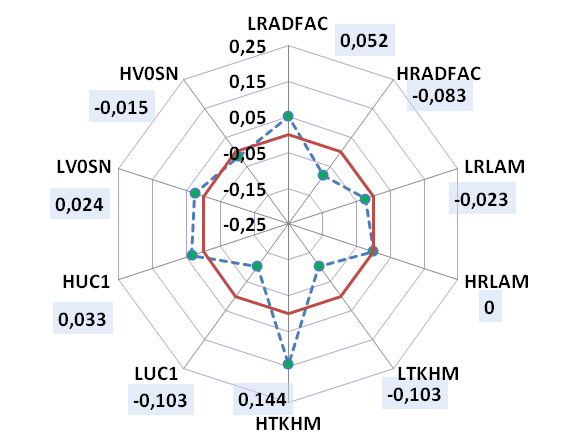 LRADFAC
0,25
0,052
0,15
HV0SN
HRADFAC
-0,015
-0,083
0,05
-0,05
LV0SN
LRLAM
0,024
-0,15
-0,023
-0,25
HUC1
HRLAM
0,033
0
LUC1
LTKHM
-0,103
0,144
-0,103
HTKHM